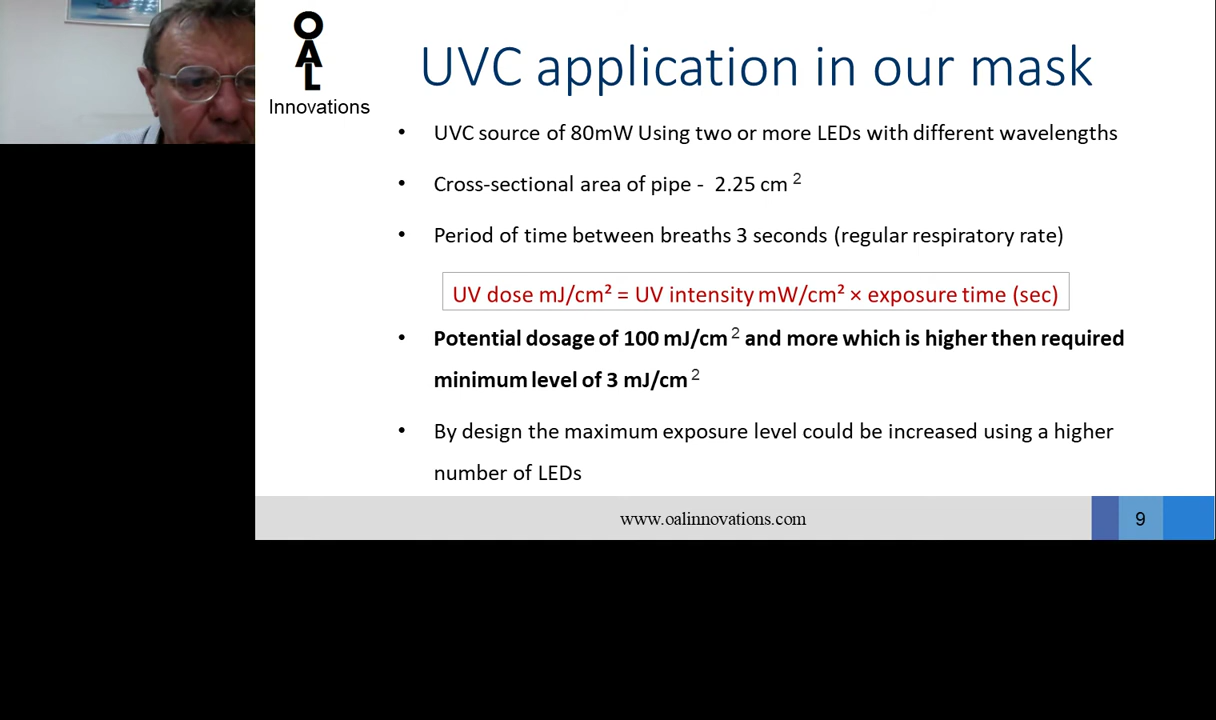 OAL
Innovations
UVC application in our mask
• UVC source of 80mW Using two or more LEDs with different wavelengths
• Cross-sectional area of pipe - 2.25 cm 2
• Period of time between breaths 3 seconds (regular respiratory rate)
UV dose mJ/cm² = UV intensity mW/cm² × exposure time (sec)
• Potential dosage of 100 mJ/cm 2 and more which is higher then required
minimum level of 3 mJ/cm 2
• By design the maximum exposure level could be increased using a higher
number of LEDs
www.oalinnovations.com
9